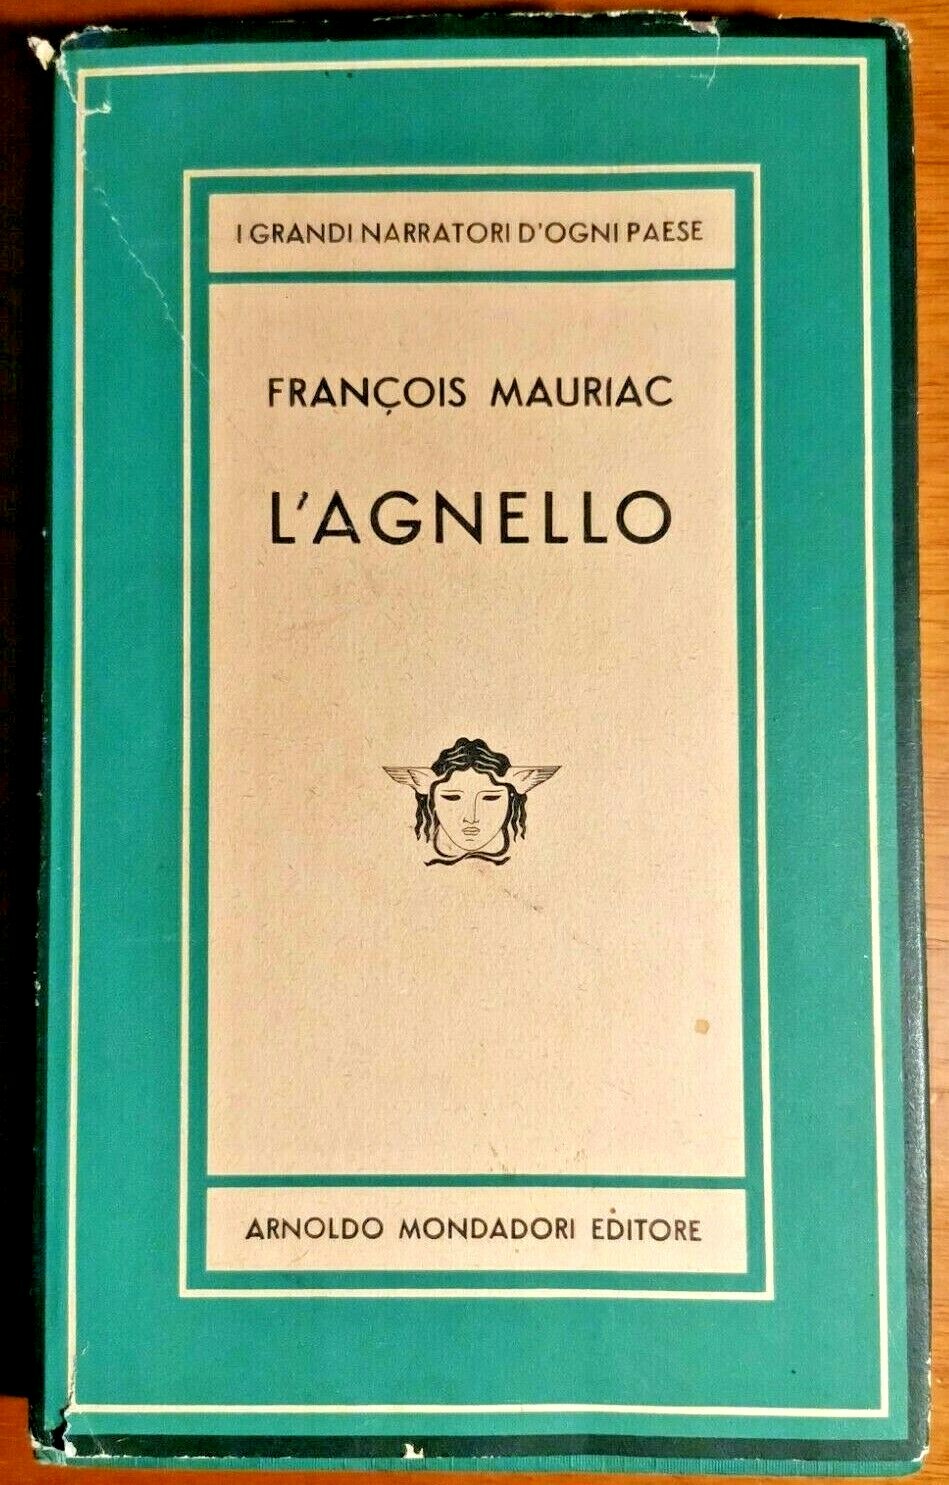 I GRANDI NARRATORI D'OGNI PAESE
FRANÇOIS MAURIAC
L'AGNELLO
ARNOLDO MONDADORI EDITORE